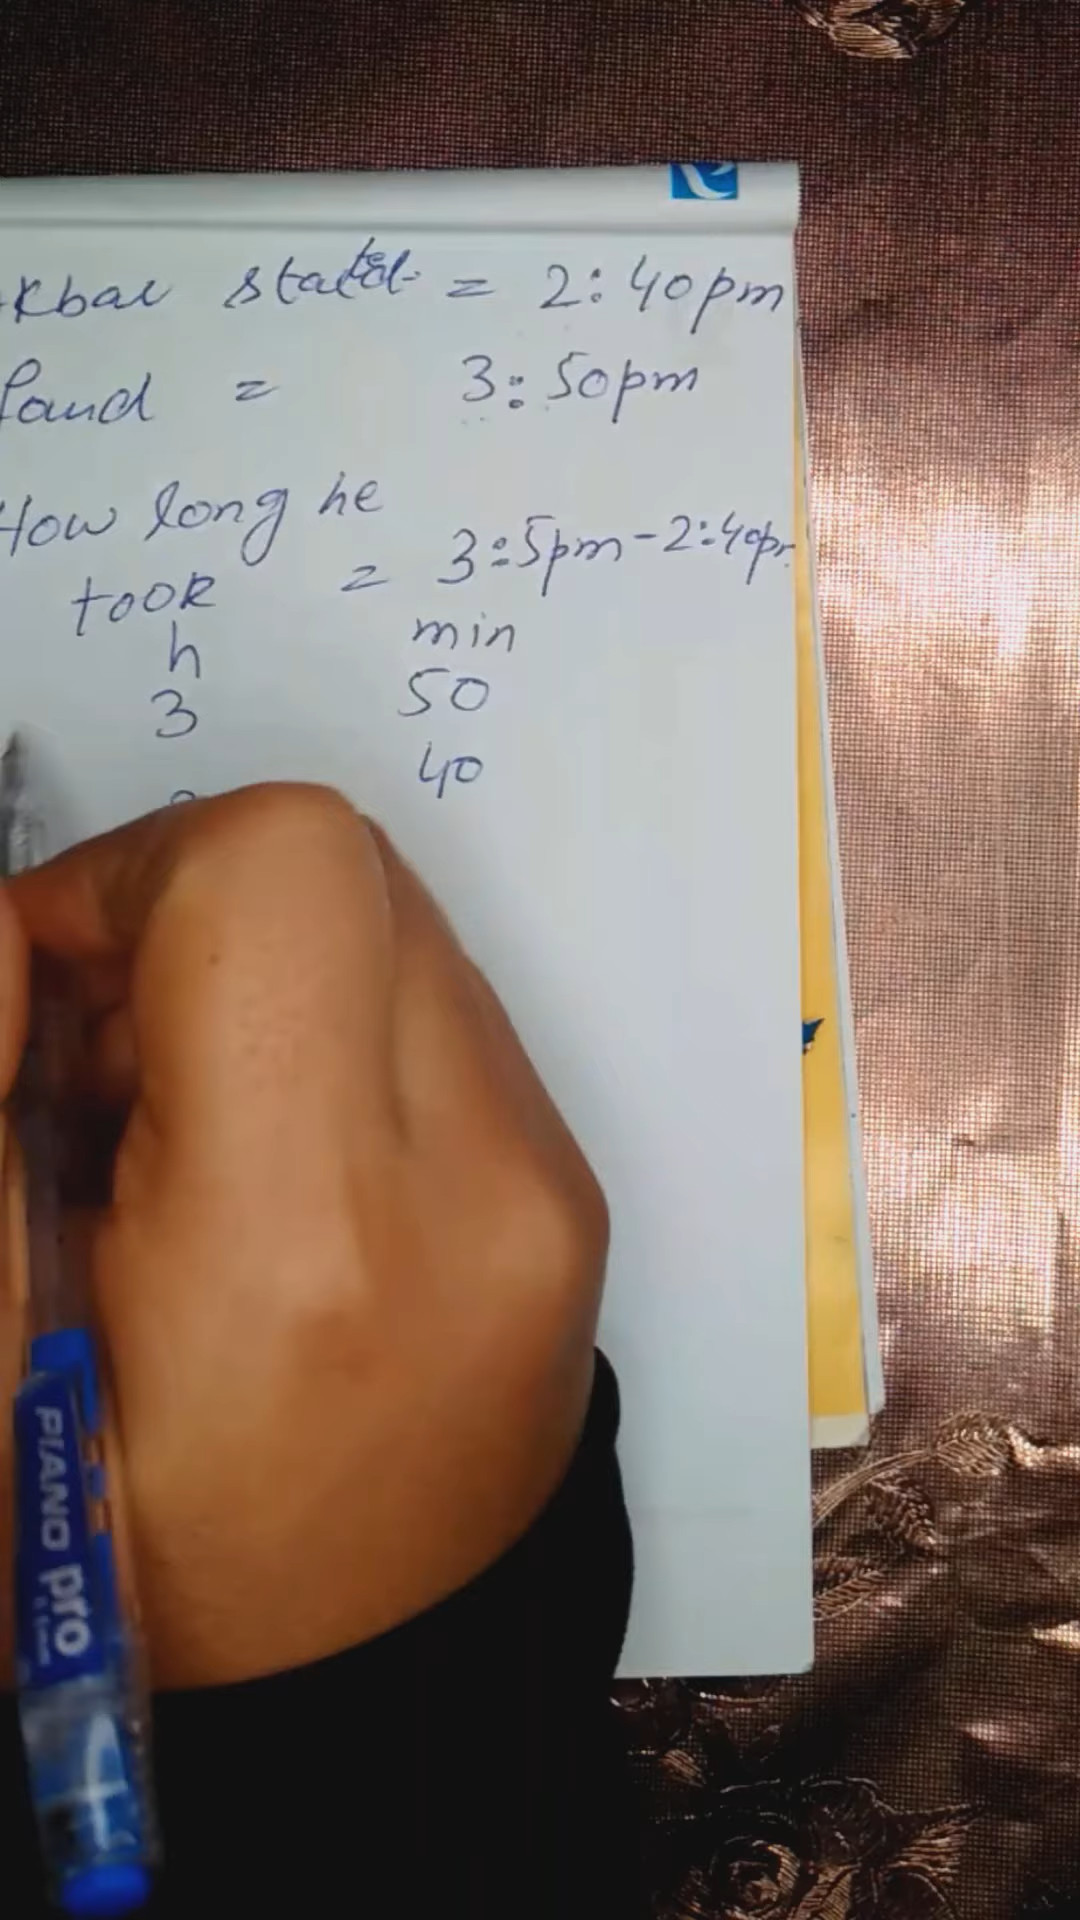 kbar started = 2:40pm
found = 3:50pm
How long he
took = 3:5pm-2:40pm
h min
3 50
40
PIANO pro